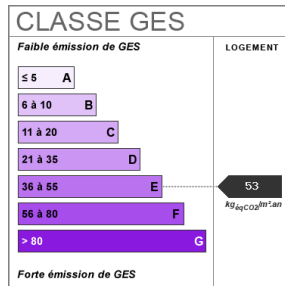 CLASSE GES
Faible émission de GES
LOGEMENT
≤ 5 A
6 à 10 B
11 à 20 C
21 à 35 D
36 à 55 E
53
kgéqCO2/m².an
56 à 80 F
> 80 G
Forte émission de GES